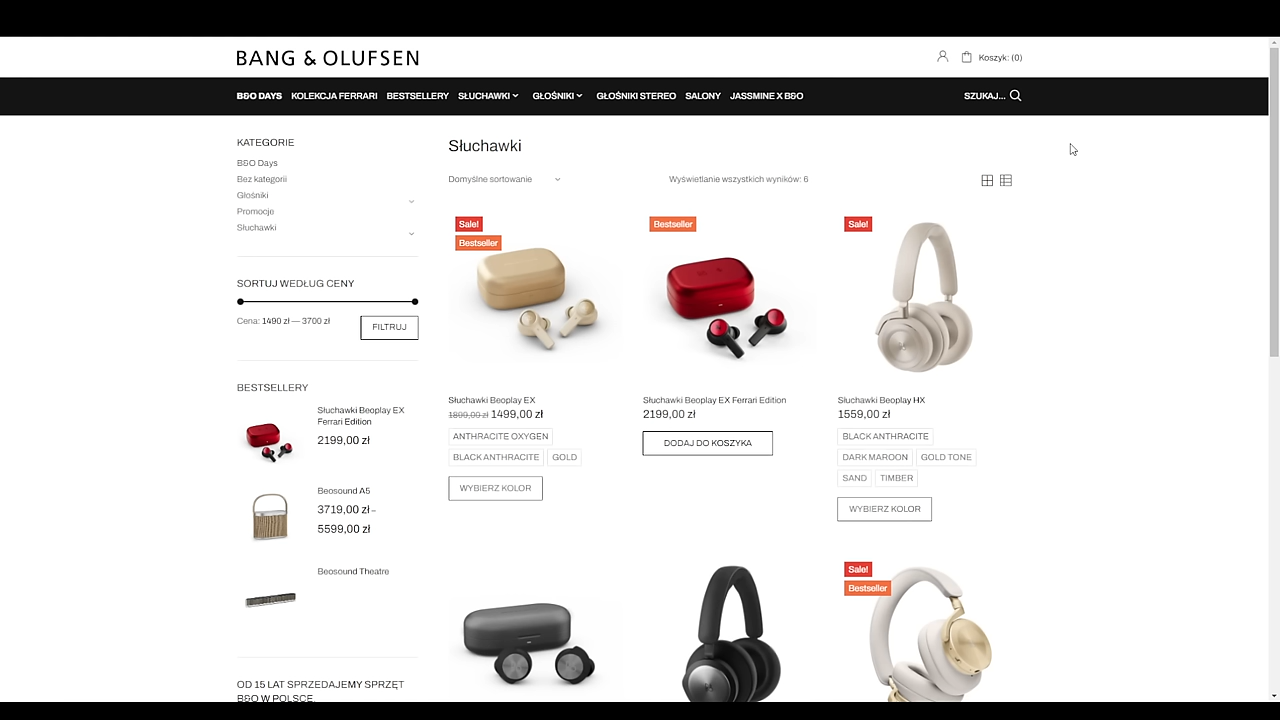 BANG & OLUFSEN
Koszyk: (0)
B&O DAYS KOLEKCJA FERRARI BESTSELLERY SŁUCHAWKI GŁOŚNIKI GŁOŚNIKI STEREO SALONY JASSMINE X B&O SZUKAJ...
KATEGORIE
B&O Days
Bez kategorii
Głośniki
Promocje
Słuchawki
SORTUJ WEDŁUG CENY
Cena: 1490 zł — 3700 zł
FILTRUJ
BESTSELLERY
Słuchawki Beoplay EX
Ferrari Edition
2199,00 zł
Beosound A5
3719,00 zł –
5599,00 zł
Beosound Theatre
OD 15 LAT SPRZEDAJEMY SPRZĘT
B&O W POLSCE.
Słuchawki
Domyślne sortowanie
Wyświetlanie wszystkich wyników: 6
Sale!
Bestseller
Słuchawki Beoplay EX
1899,00 zł 1499,00 zł
ANTHRACITE OXYGEN
BLACK ANTHRACITE GOLD
WYBIERZ KOLOR
Bestseller
Słuchawki Beoplay EX Ferrari Edition
2199,00 zł
DODAJ DO KOSZYKA
Sale!
Słuchawki Beoplay HX
1559,00 zł
BLACK ANTHRACITE
DARK MAROON GOLD TONE
SAND TIMBER
WYBIERZ KOLOR
Sale!
Bestseller